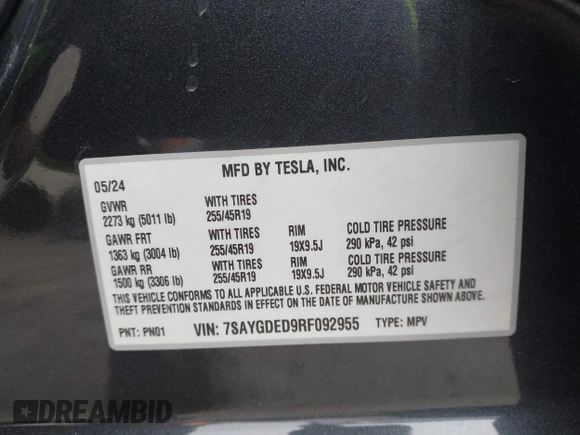 MFD BY TESLA, INC.
05/24
GVWR WITH TIRES
2273 kg (5011 lb) 255/45R19
GAWR FRT WITH TIRES RIM COLD TIRE PRESSURE
1363 kg (3004 lb) 255/45R19 19X9.5J 290 kPa, 42 psi
GAWR RR WITH TIRES RIM COLD TIRE PRESSURE
1500 kg (3306 lb) 255/45R19 19X9.5J 290 kPa, 42 psi
THIS VEHICLE CONFORMS TO ALL APPLICABLE U.S. FEDERAL MOTOR VEHICLE SAFETY AND
THEFT PREVENTION STANDARDS IN EFFECT ON THE DATE OF MANUFACTURE SHOWN ABOVE.
PNT: PN01 VIN: 7SAYGDED9RF092955 TYPE: MPV
DREAMBID